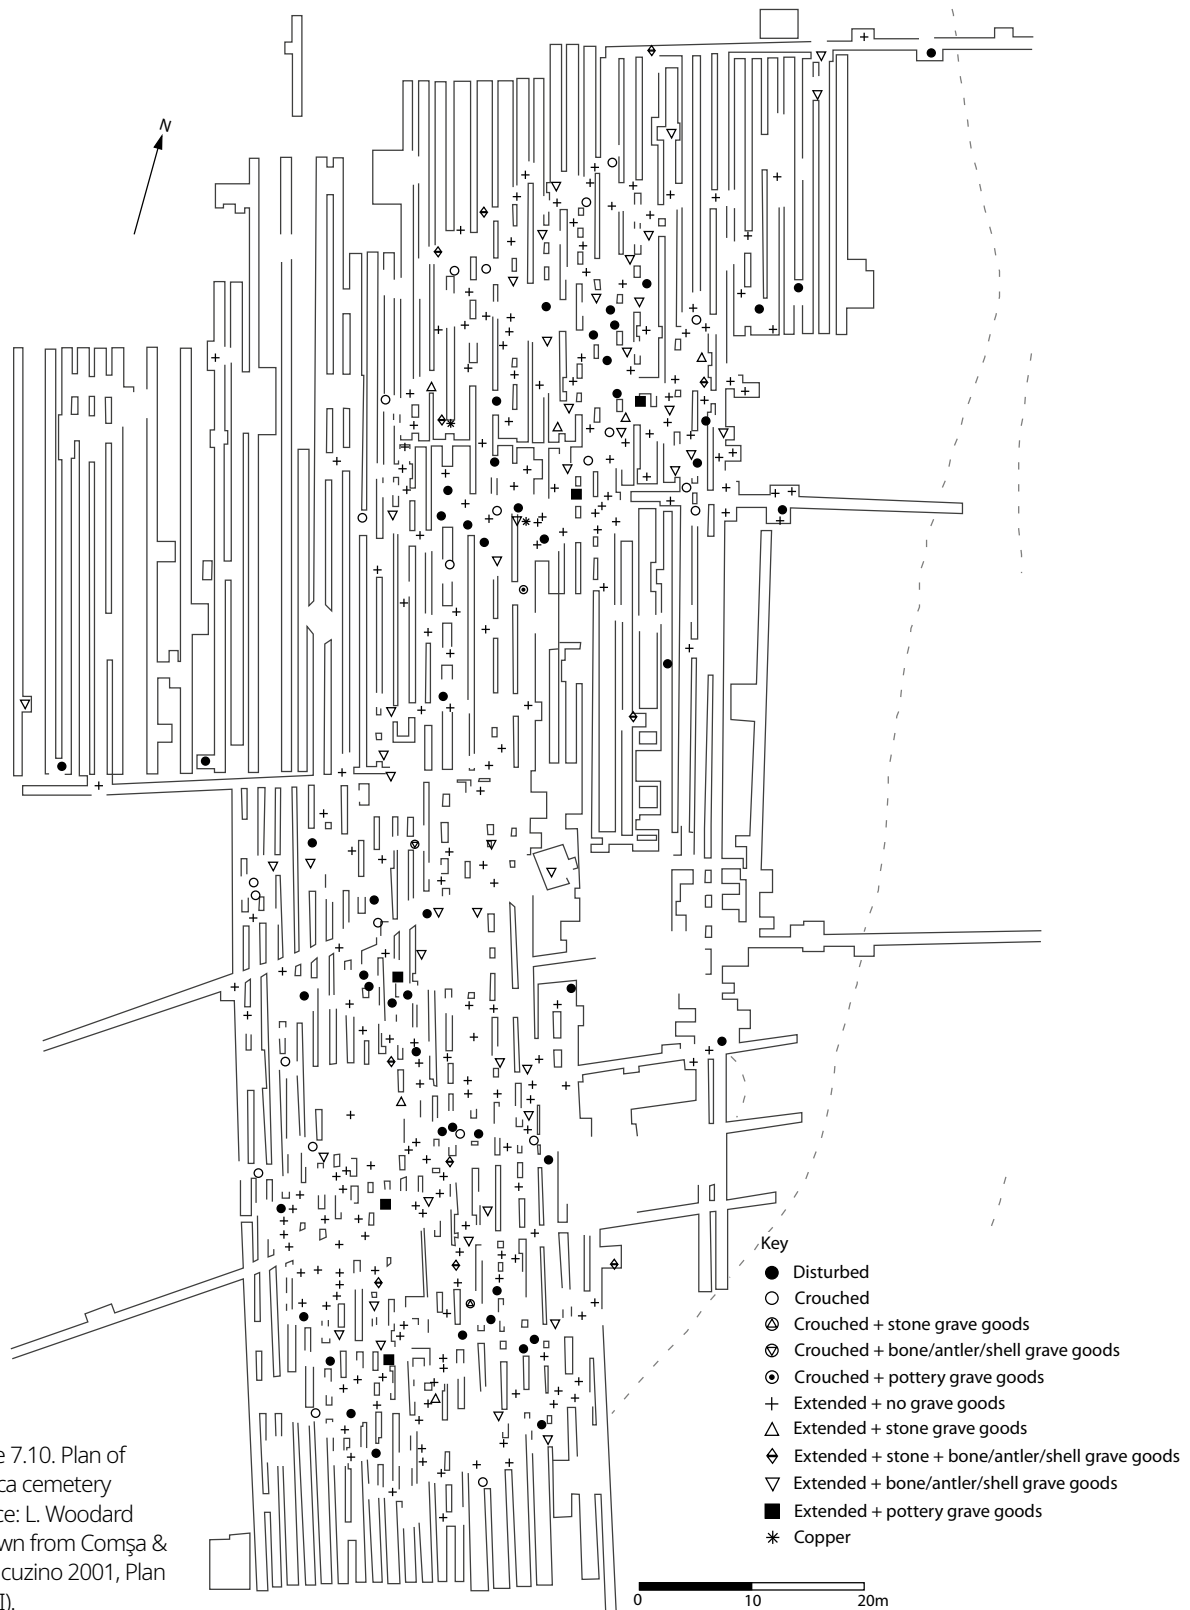 N
Key
Disturbed
Crouched
Crouched + stone grave goods
Crouched + bone/antler/shell grave goods
Crouched + pottery grave goods
Extended + no grave goods
Extended + stone grave goods
Extended + stone + bone/antler/shell grave goods
Extended + bone/antler/shell grave goods
Extended + pottery grave goods
Copper
0 10 20m
e 7.10. Plan of
ca cemetery
ce: L. Woodard
wn from Comşa &
cuzino 2001, Plan
I).